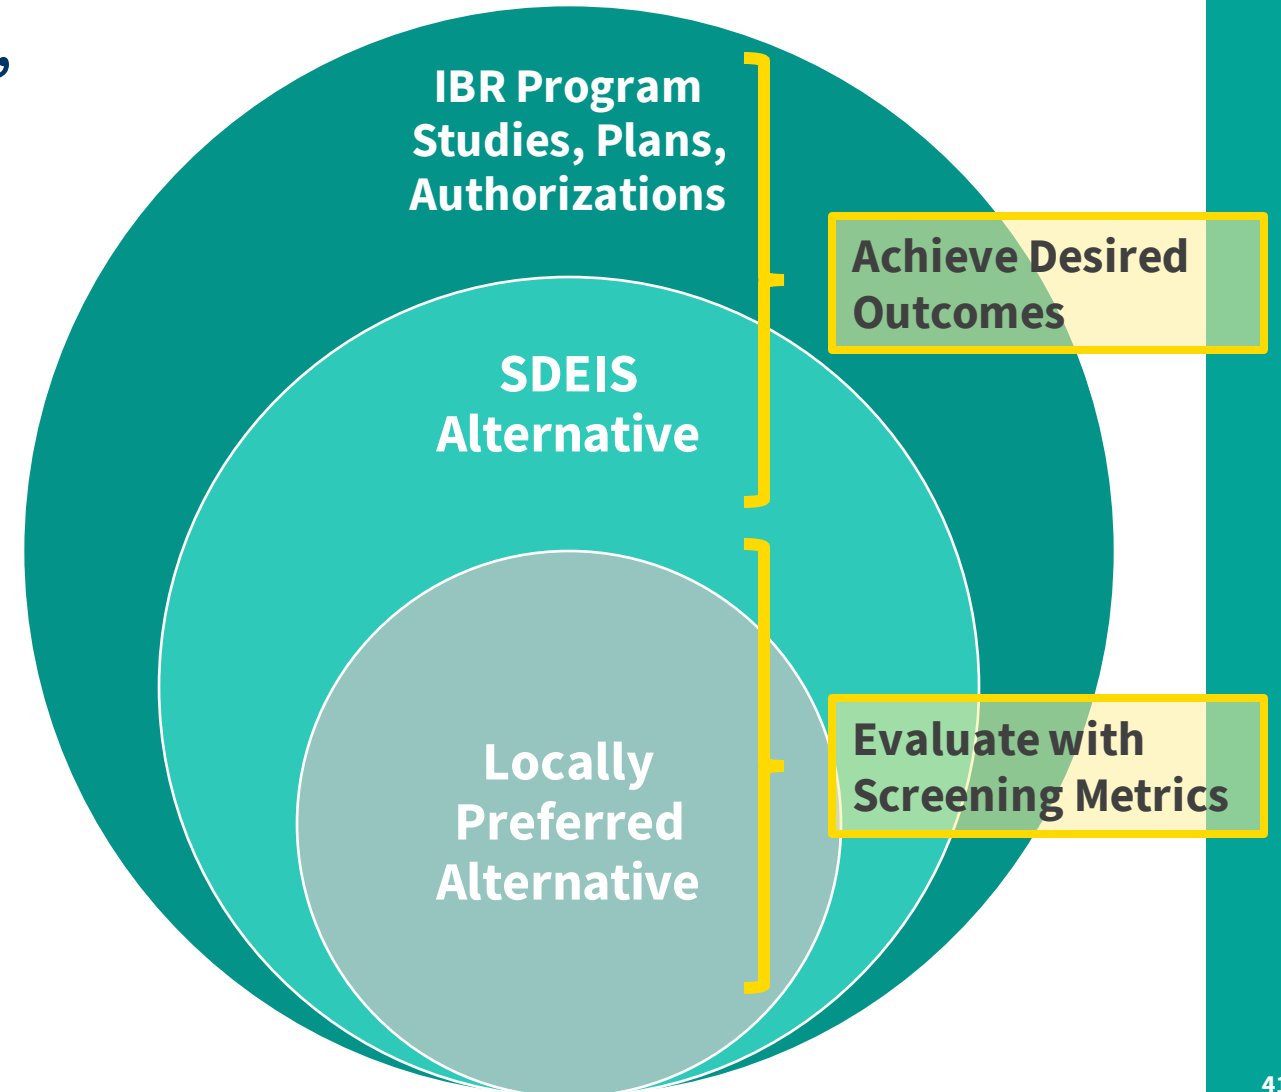 ,
IBR Program
Studies, Plans,
Authorizations
Achieve Desired
Outcomes
SDEIS
Alternative
Locally
Preferred
Alternative
Evaluate with
Screening Metrics